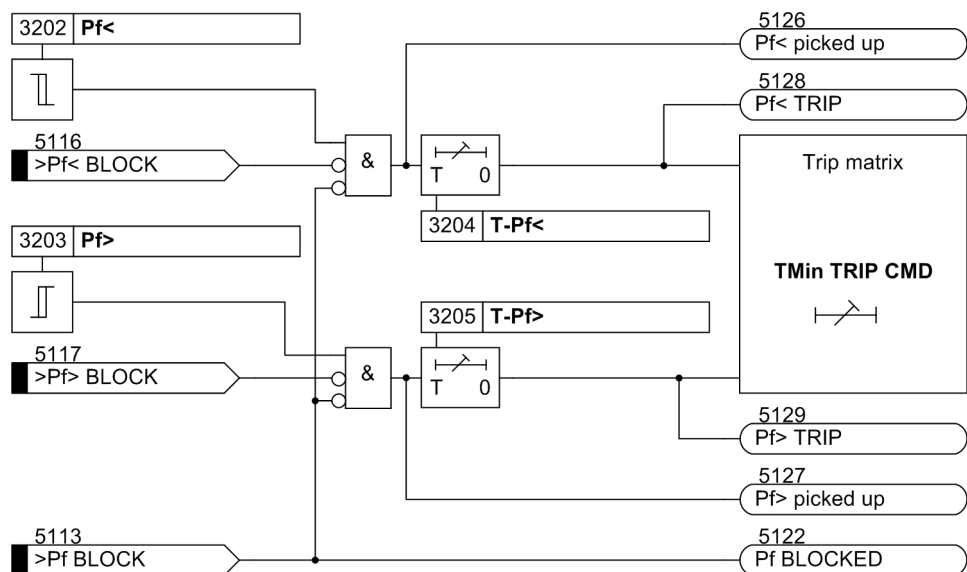 3202 Pf<
5126
Pf< picked up
5128
Pf< TRIP
5116
>Pf< BLOCK
&
T 0
Trip matrix
3204 T-Pf<
3203 Pf>
TMin TRIP CMD
3205 T-Pf>
5117
>Pf> BLOCK
&
T 0
5129
Pf> TRIP
5127
Pf> picked up
5113
>Pf BLOCK
5122
Pf BLOCKED